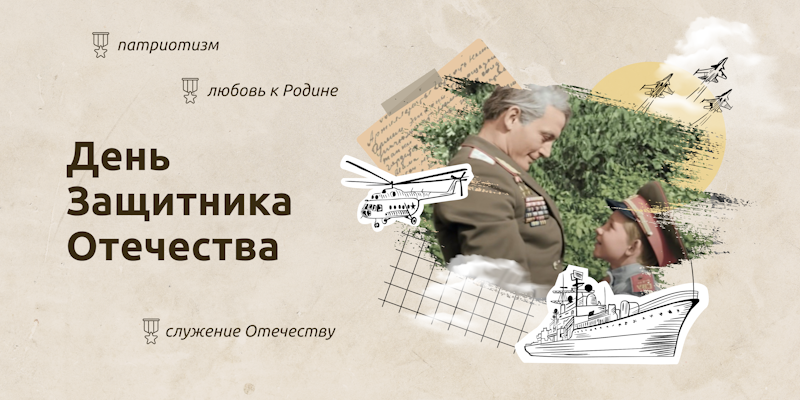 патриотизм
любовь к Родине
День
Защитника
Отечества
служение Отечеству